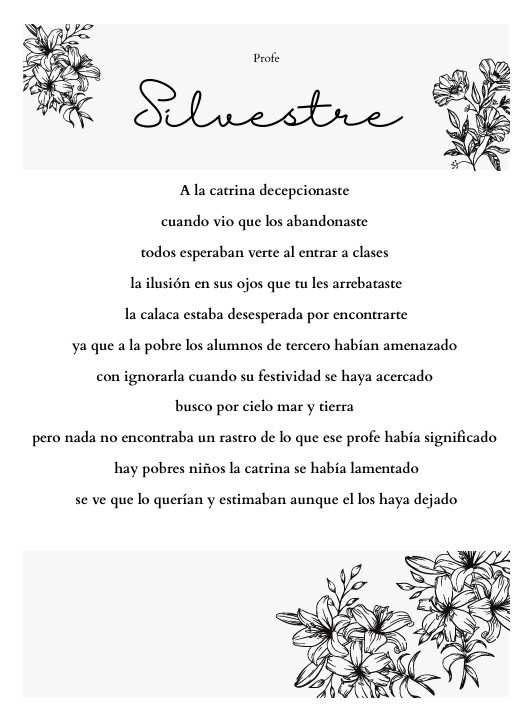 Profe
Silvestre
A la catrina decepcionaste
cuando vio que los abandonaste
todos esperaban verte al entrar a clases
la ilusión en sus ojos que tu les arrebataste
la calaca estaba desesperada por encontrarte
ya que a la pobre los alumnos de tercero habían amenazado
con ignorarla cuando su festividad se haya acercado
busco por cielo mar y tierra
pero nada no encontraba un rastro de lo que ese profe había significado
hay pobres niños la catrina se había lamentado
se ve que lo querían y estimaban aunque el los haya dejado